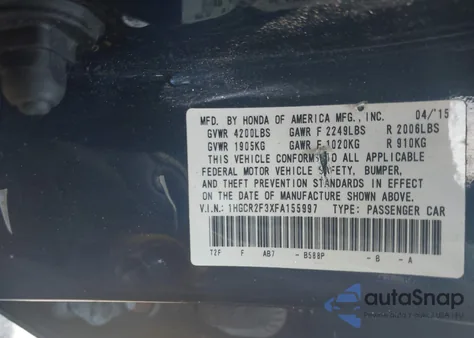 MFD. BY HONDA OF AMERICA MFG., INC. 04/15
GVWR 4200LBS GAWR F 2249LBS R 2006LBS
GVWR 1905KG GAWR F 1020KG R 910KG
THIS VEHICLE CONFORMS TO ALL APPLICABLE
FEDERAL MOTOR VEHICLE SAFETY, BUMPER,
AND THEFT PREVENTION STANDARDS IN EFFECT
ON THE DATE OF MANUFACTURE SHOWN ABOVE.
V.I.N.: 1HGCR2F3XFA155997 TYPE: PASSENGER CAR
T2F F AB7 -B588P -B -A
autoSnap